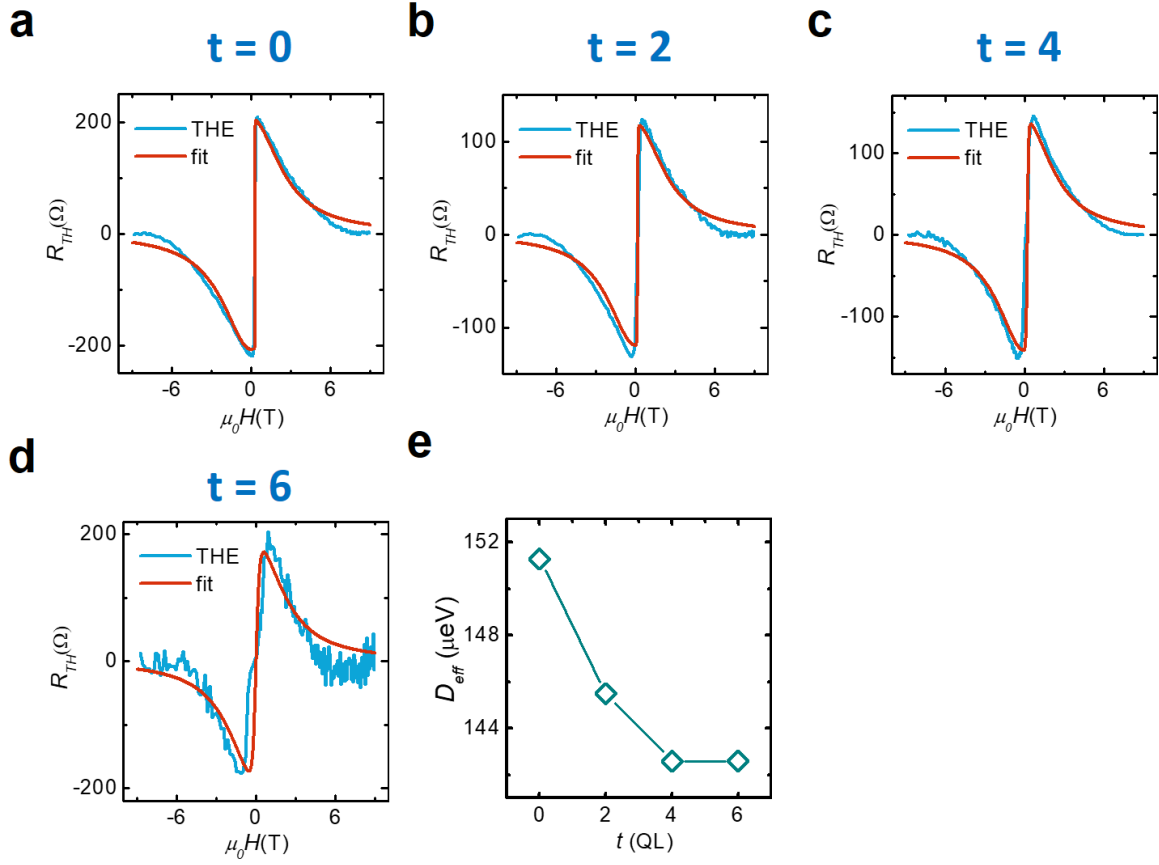 a
t = 0
200
0
-200
R_TH(Ω)
THE
fit
-6
0
6
μ₀H(T)
b
t = 2
100
0
-100
R_TH(Ω)
THE
fit
-6
0
6
μ₀H(T)
c
t = 4
100
0
-100
R_TH(Ω)
THE
fit
-6
0
6
μ₀H(T)
d
t = 6
200
0
-200
R_TH(Ω)
THE
fit
-6
0
6
μ₀H(T)
e
152
148
144
D_eff (μeV)
0
2
4
6
t (QL)